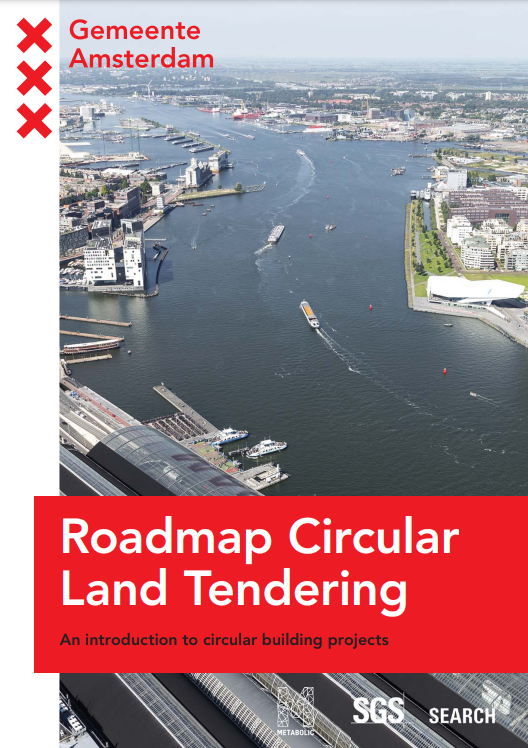 Gemeente
Amsterdam
Roadmap Circular
Land Tendering
An introduction to circular building projects
METABOLIC
SGS
SEARCH